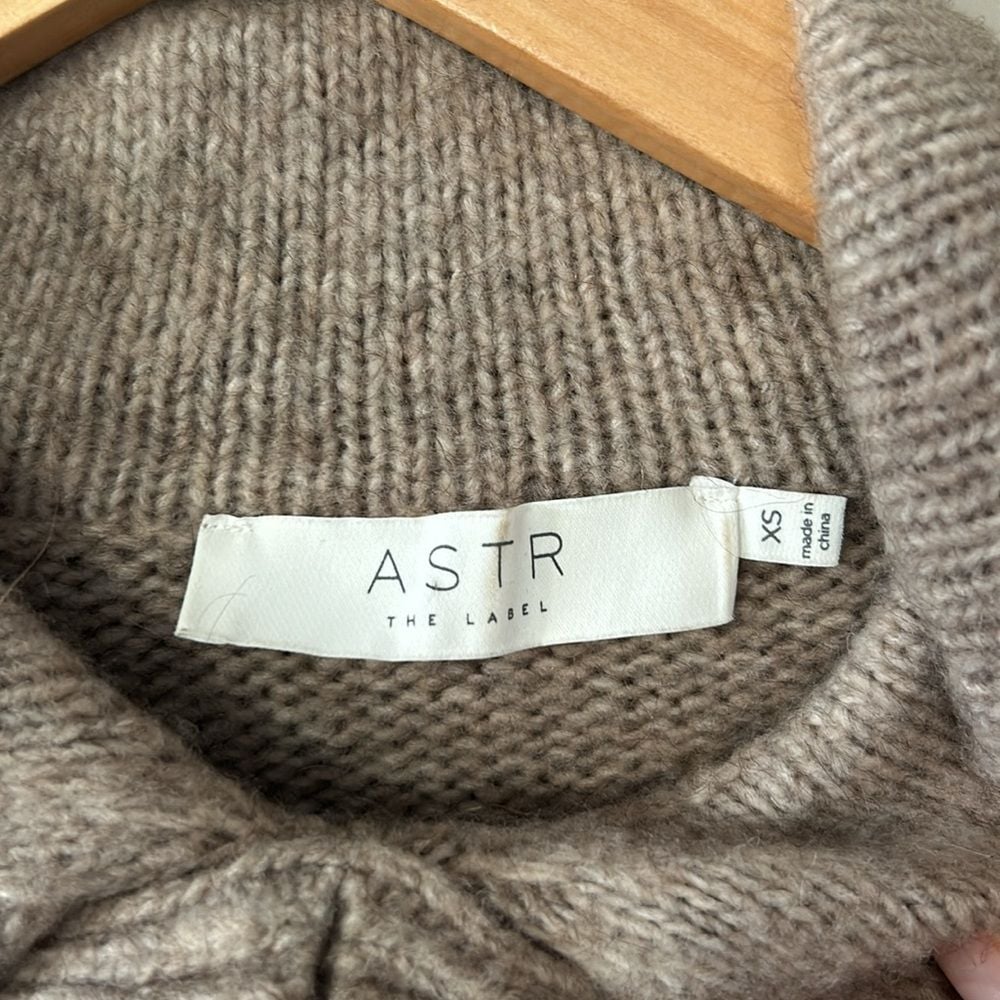 ASTR
THE LABEL
XS
made in
china